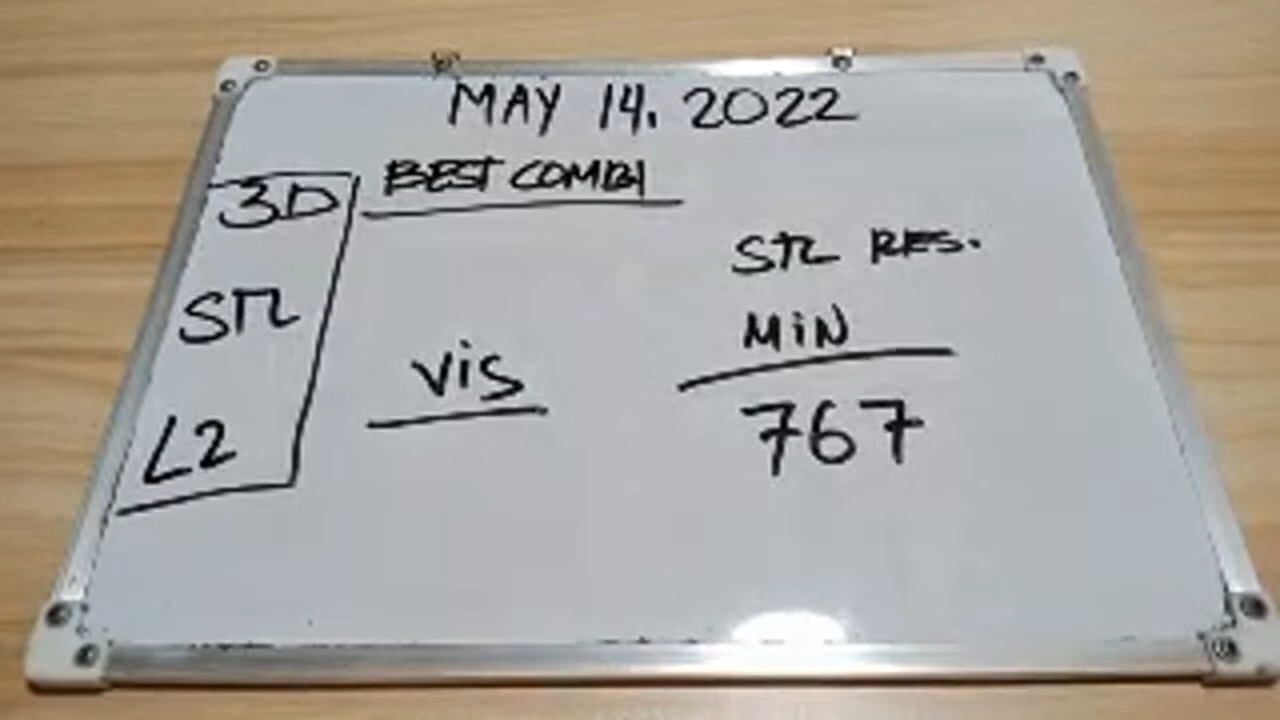 MAY 14. 2022
BEST COMBI
3D
STL
L2
VIS
STL RES.
MIN
767